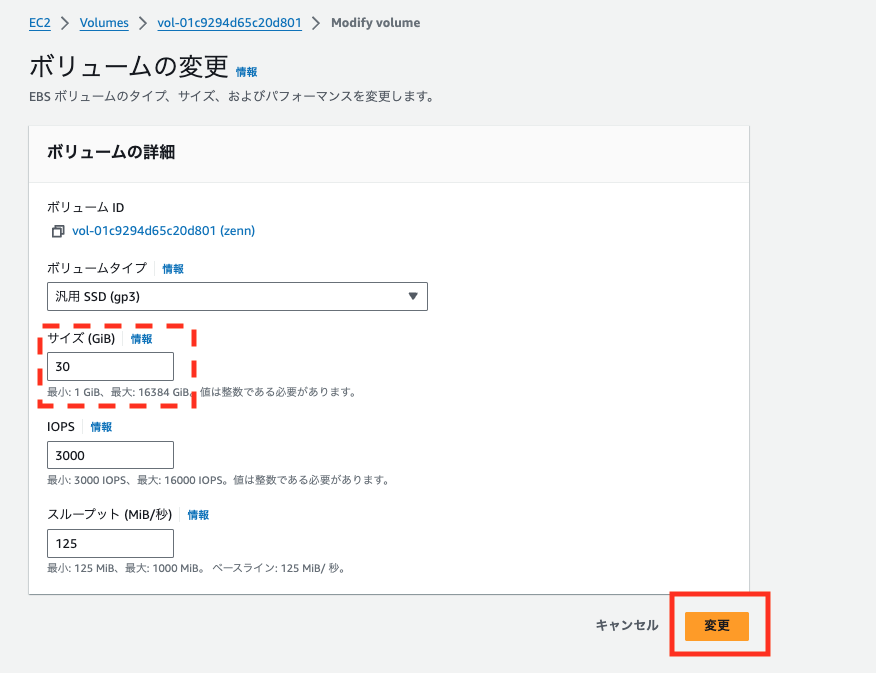 EC2 > Volumes > vol-01c9294d65c20d801 > Modify volume
ボリュームの変更 情報
EBS ボリュームのタイプ、サイズ、およびパフォーマンスを変更します。
ボリュームの詳細
ボリューム ID
vol-01c9294d65c20d801 (zenn)
ボリュームタイプ 情報
汎用 SSD (gp3)
サイズ (GiB) 情報
30
最小: 1 GiB、最大: 16384 GiB。値は整数である必要があります。
IOPS 情報
3000
最小: 3000 IOPS、最大: 16000 IOPS。値は整数である必要があります。
スループット (MiB/秒) 情報
125
最小: 125 MiB、最大: 1000 MiB。 ベースライン: 125 MiB/ 秒。
キャンセル 変更